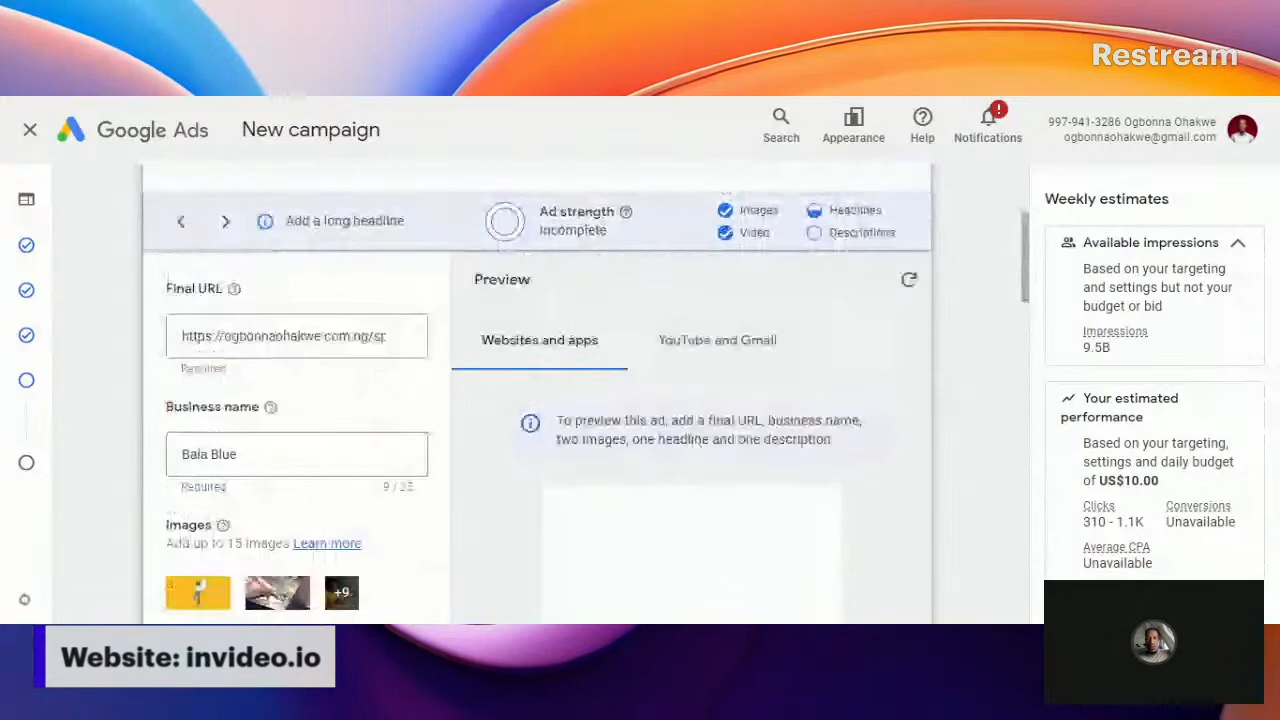 Restream
Google Ads
New campaign
Search
Appearance
Help
!
Notifications
997-941-3286 Ogbonna Ohakwe
ogbonnaohakwe@gmail.com
Add a long headline
Ad strength
Incomplete
Images
Headlines
Video
Descriptions
Final URL
https://ogbonnaohakwe.com.ng/sp
Required
Business name
Baia Blue
Required
9 / 25
Images
Add up to 15 images Learn more
+9
Preview
Websites and apps
YouTube and Gmail
To preview this ad, add a final URL, business name,
two images, one headline and one description
Weekly estimates
Available impressions
Based on your targeting
and settings but not your
budget or bid
Impressions
9.5B
Your estimated
performance
Based on your targeting,
settings and daily budget
of US$10.00
Clicks
Conversions
310 - 1.1K
Unavailable
Average CPA
Unavailable
Website: invideo.io